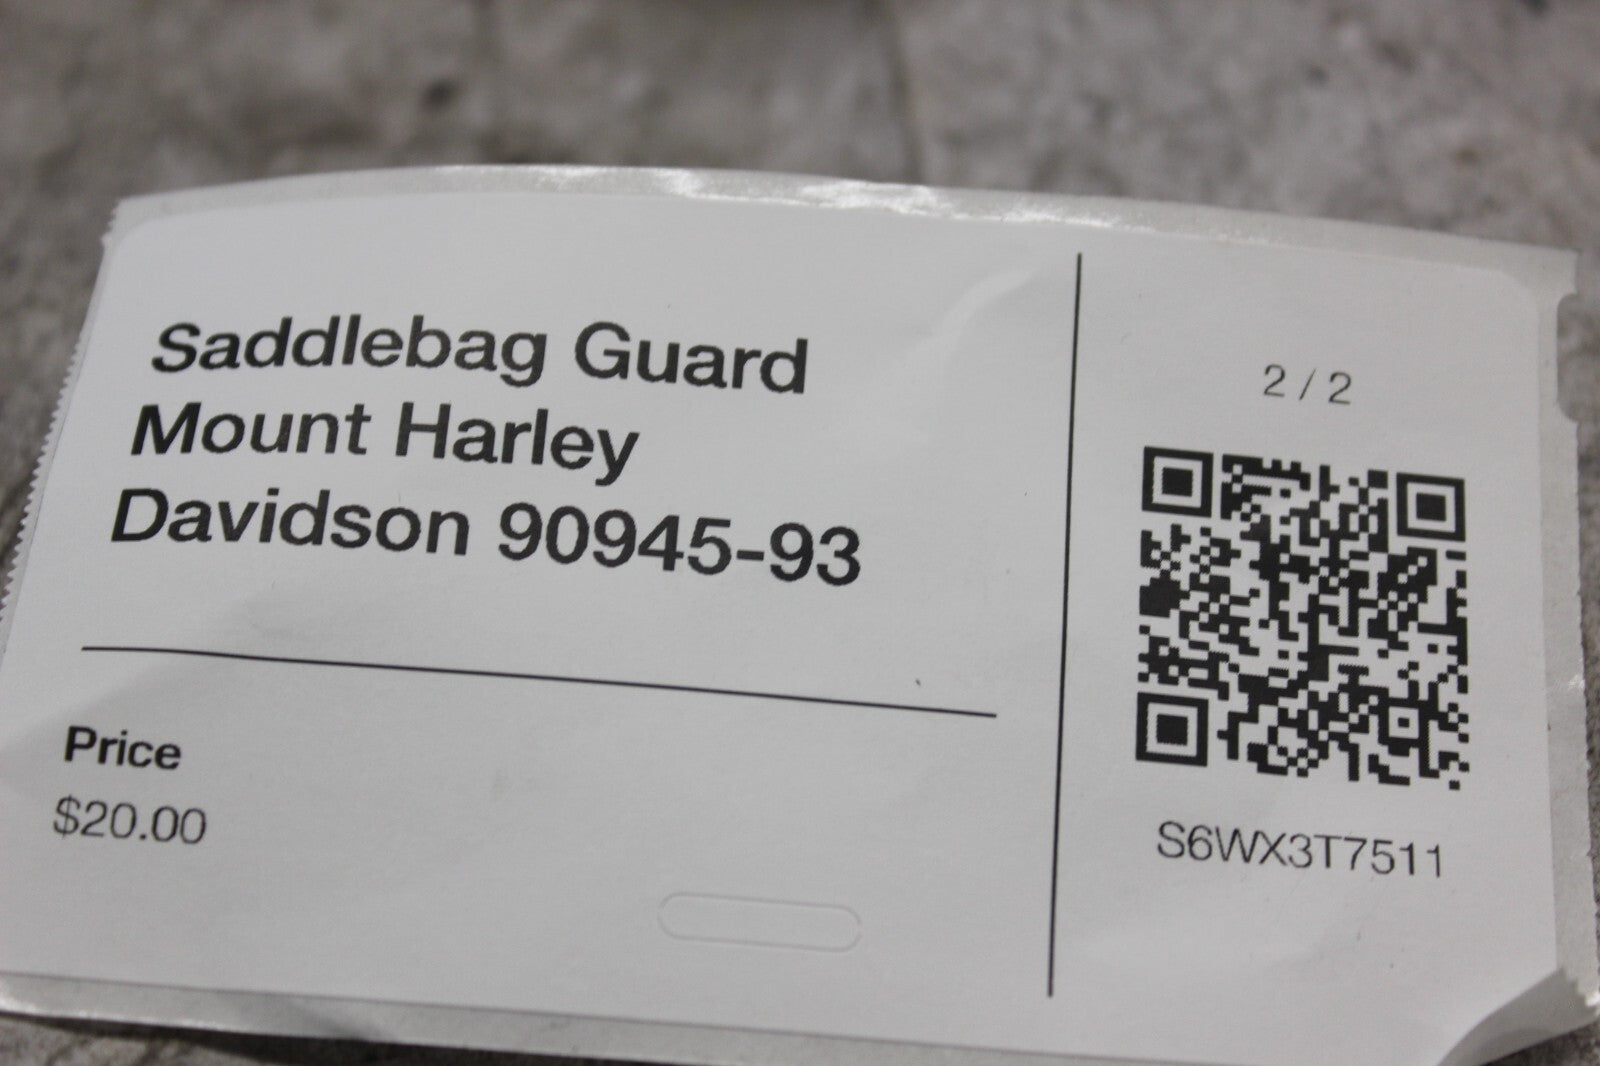 Saddlebag Guard
Mount Harley
Davidson 90945-93
Price
$20.00
2 / 2
S6WX3T7511